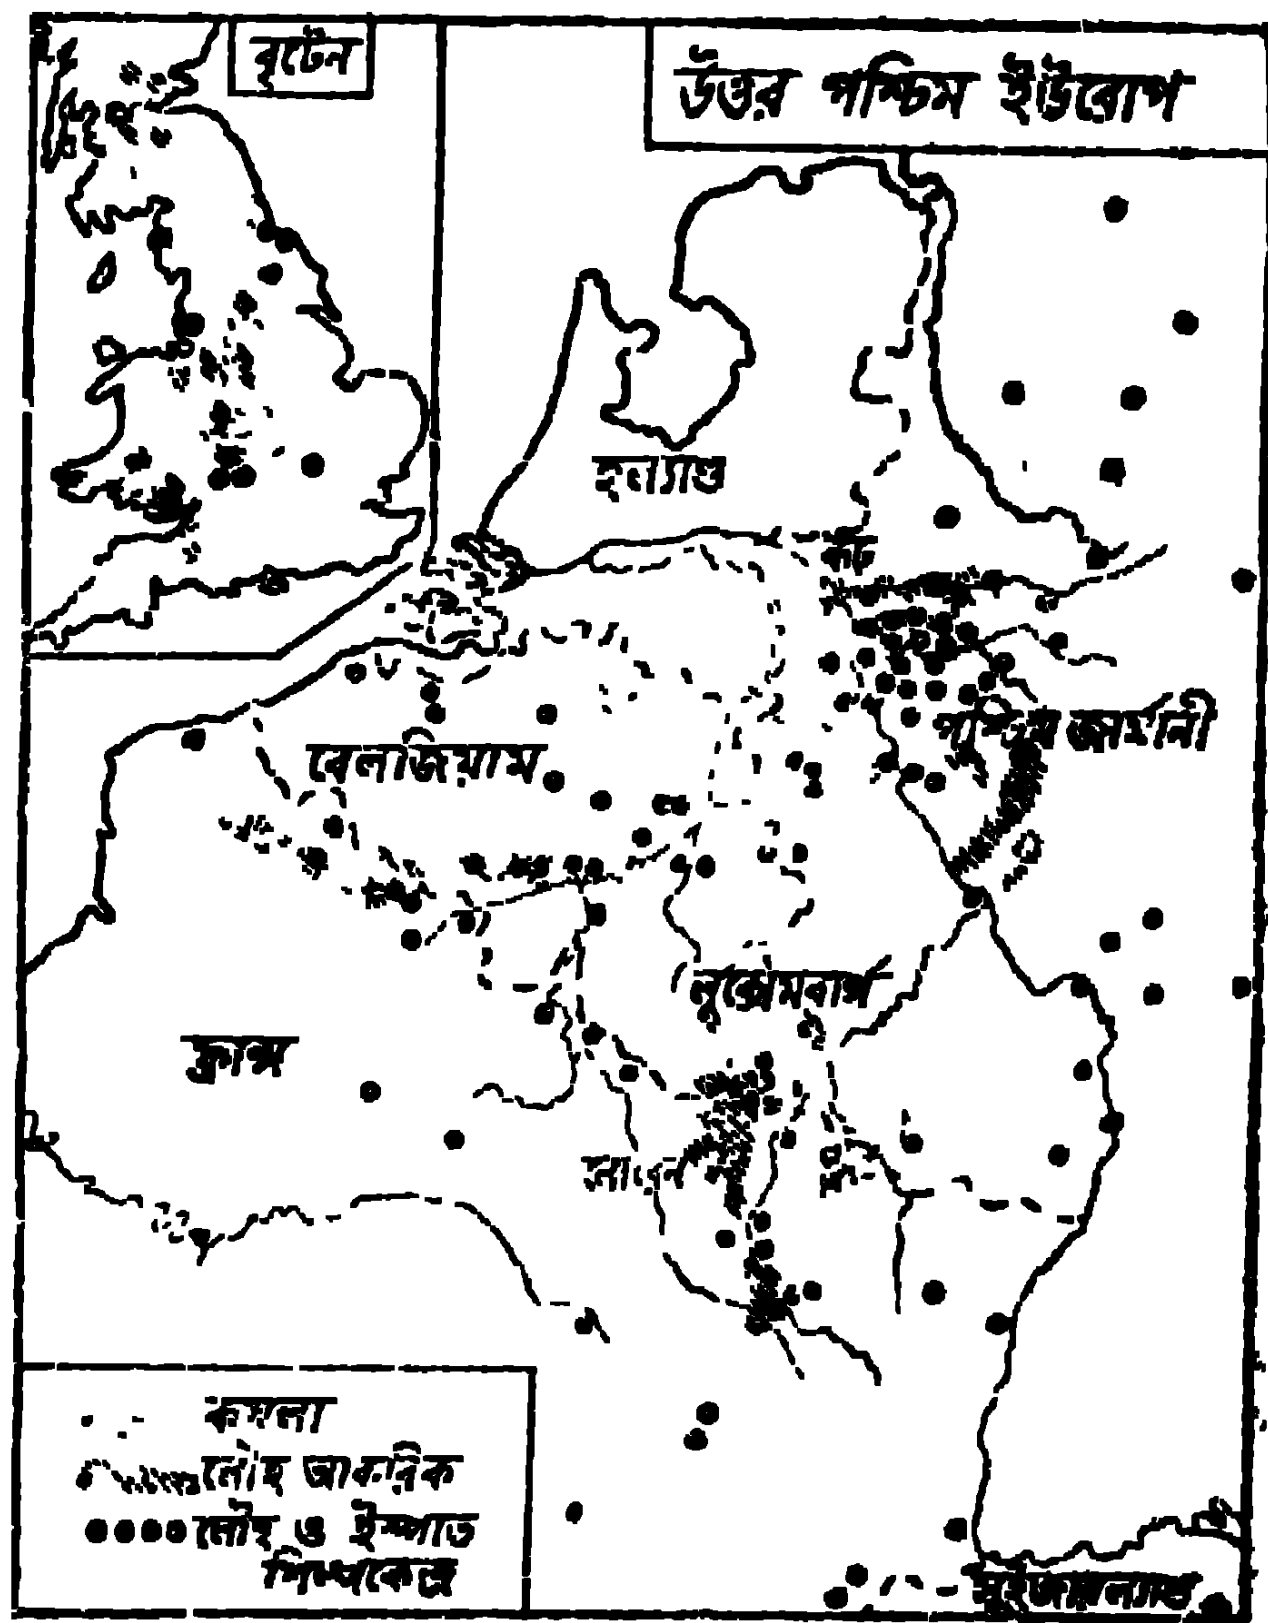 বৃটেন
উত্তর পশ্চিম ইউরোপ
হল্যাণ্ড
রূঢ়
পশ্চিম জার্মানী
বেলজিয়াম
লুক্সেমবার্গ
ফ্রান্স
লোরেন
কয়লা
লৌহ আকরিক
লৌহ ও ইস্পাত
শিল্পকেন্দ্র
সুইজারল্যাণ্ড